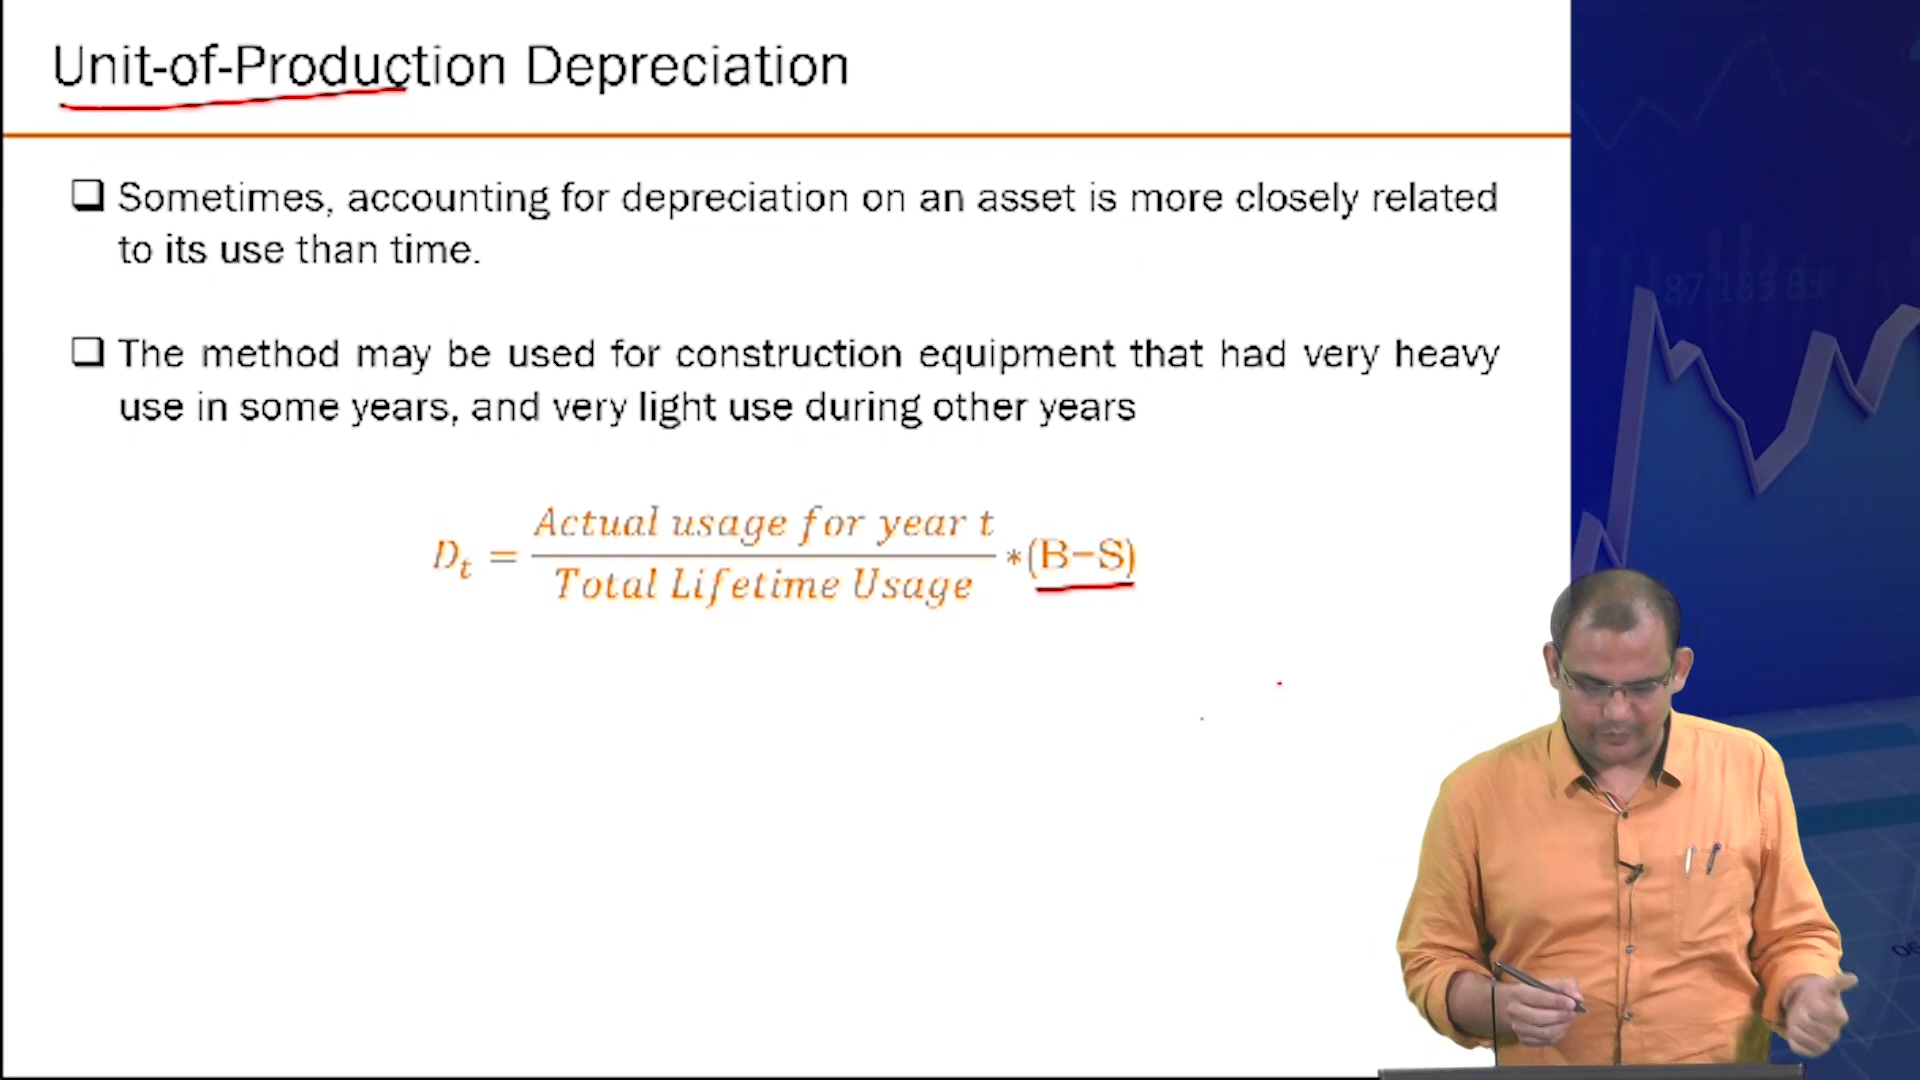 Unit-of-Production Depreciation
❑ Sometimes, accounting for depreciation on an asset is more closely related
to its use than time.
❑ The method may be used for construction equipment that had very heavy
use in some years, and very light use during other years
Actual usage for year t
D_t = ——— *(B−S)
Total Lifetime Usage